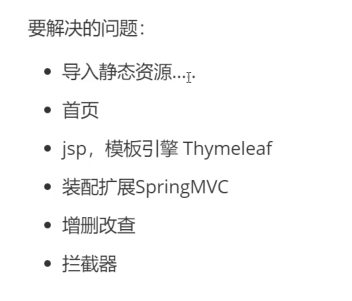 要解决的问题：
导入静态资源....
首页
jsp，模板引擎 Thymeleaf
装配扩展SpringMVC
增删改查
拦截器